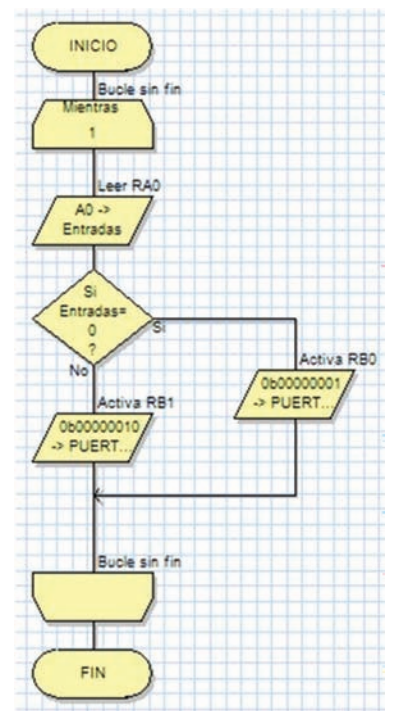 INICIO
Bucle sin fin
Mientras
1
Leer RA0
A0 ->
Entradas
Si
Entradas=
0
?
Si
No
Activa RB0
0b00000001
-> PUERT...
Activa RB1
0b00000010
-> PUERT...
Bucle sin fin
FIN